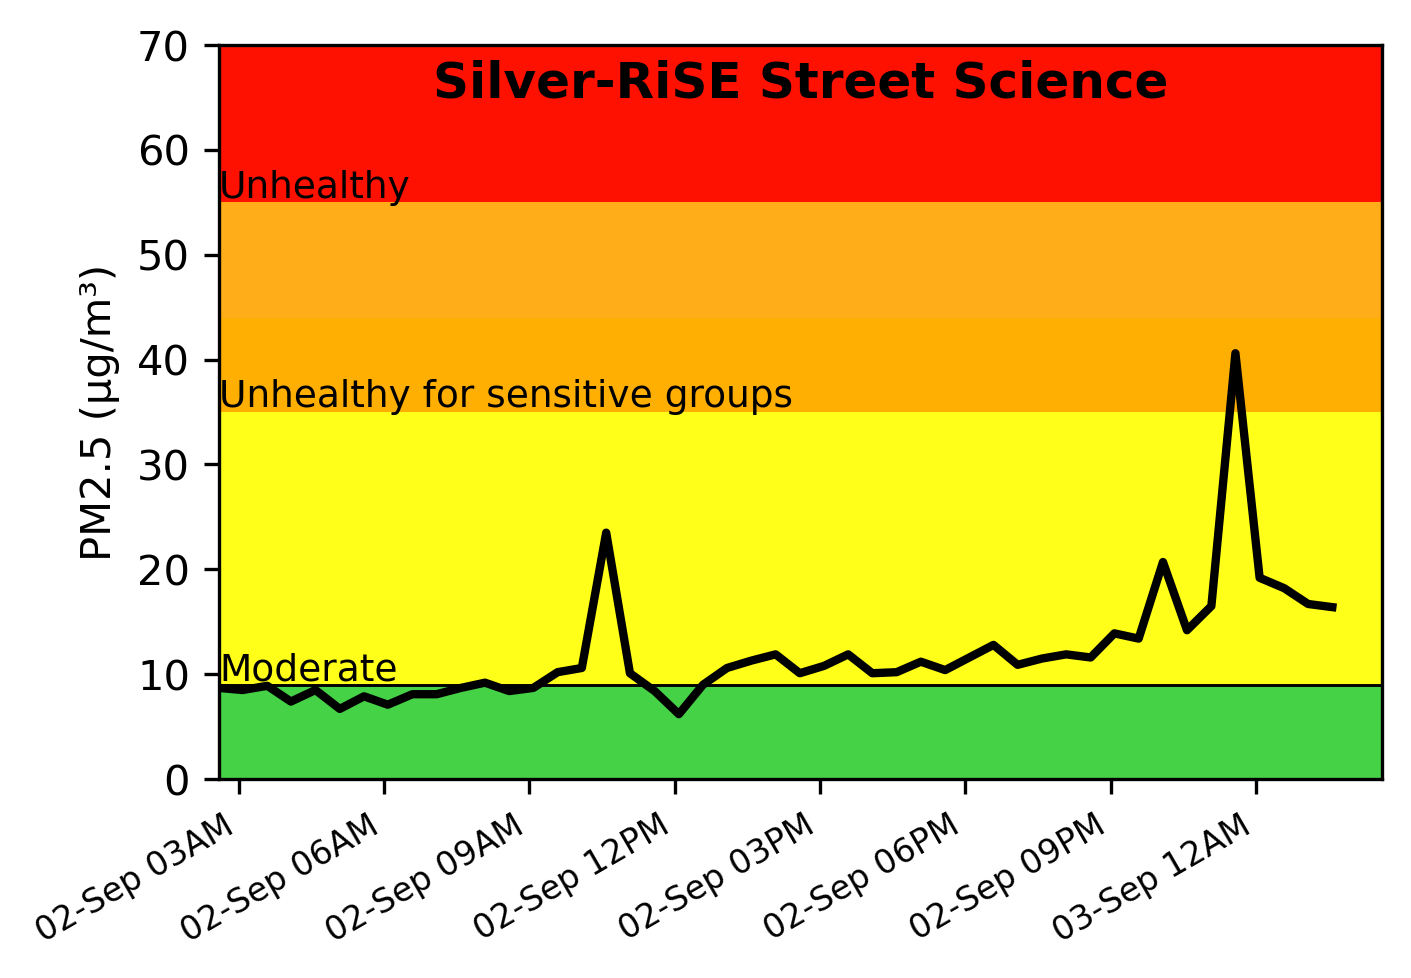 Silver-RiSE Street Science
70
60
50
40
30
20
10
0
PM2.5 (μg/m³)
Unhealthy
Unhealthy for sensitive groups
Moderate
02-Sep 03AM
02-Sep 06AM
02-Sep 09AM
02-Sep 12PM
02-Sep 03PM
02-Sep 06PM
02-Sep 09PM
03-Sep 12AM